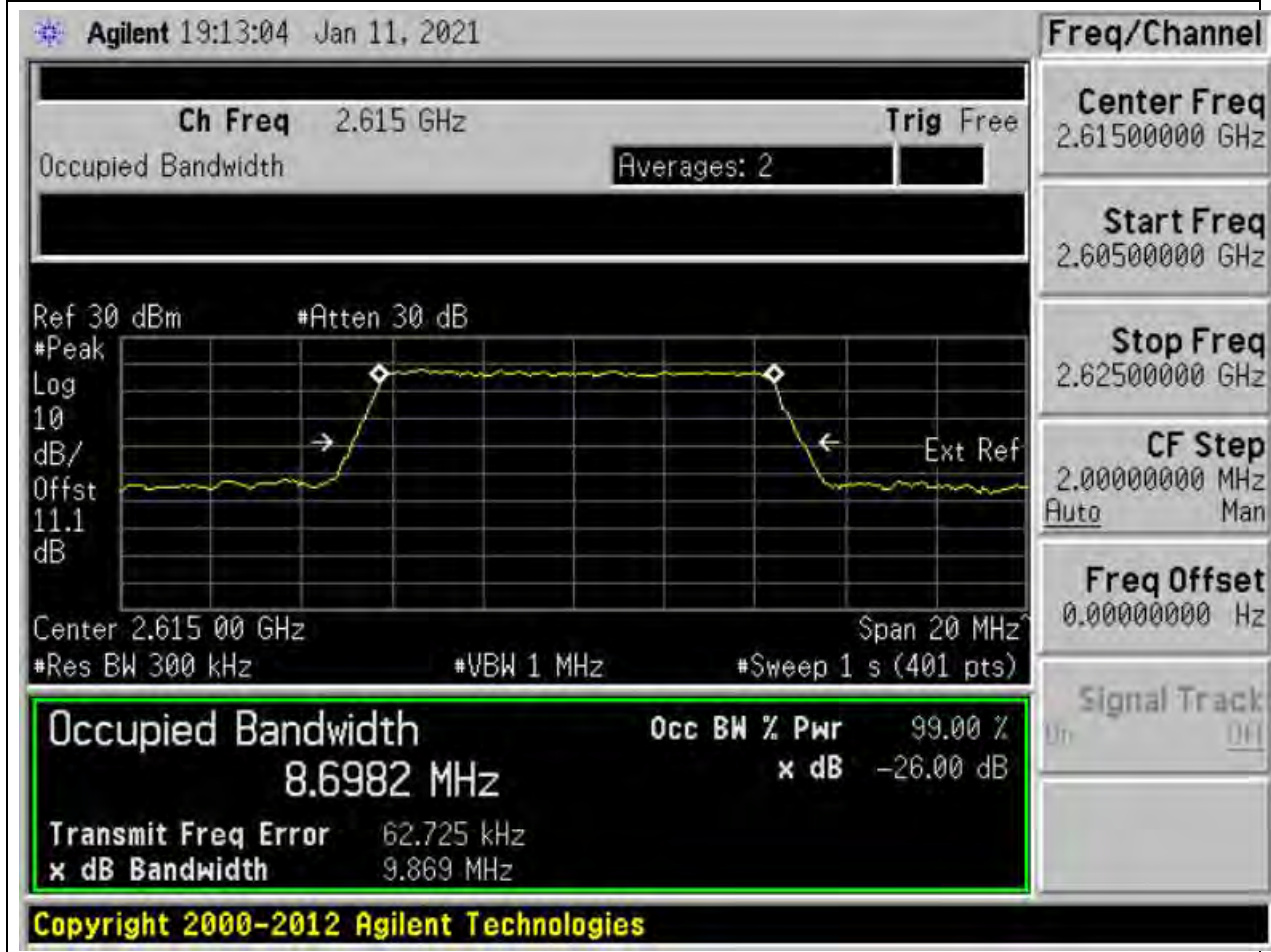 Agilent 19:13:04 Jan 11, 2021
Freq/Channel
Ch Freq 2.615 GHz Trig Free
Occupied Bandwidth Averages: 2
Center Freq
2.61500000 GHz
Start Freq
2.60500000 GHz
Stop Freq
2.62500000 GHz
CF Step
2.00000000 MHz
Auto Man
Freq Offset
0.00000000 Hz
Signal Track
On Off
Ref 30 dBm #Atten 30 dB
#Peak
Log
10
dB/
Offst
11.1
dB
Ext Ref
Center 2.615 00 GHz Span 20 MHz^
#Res BW 300 kHz #VBW 1 MHz #Sweep 1 s (401 pts)
Occupied Bandwidth Occ BW % Pwr 99.00 %
8.6982 MHz x dB -26.00 dB
Transmit Freq Error 62.725 kHz
x dB Bandwidth 9.869 MHz
Copyright 2000-2012 Agilent Technologies